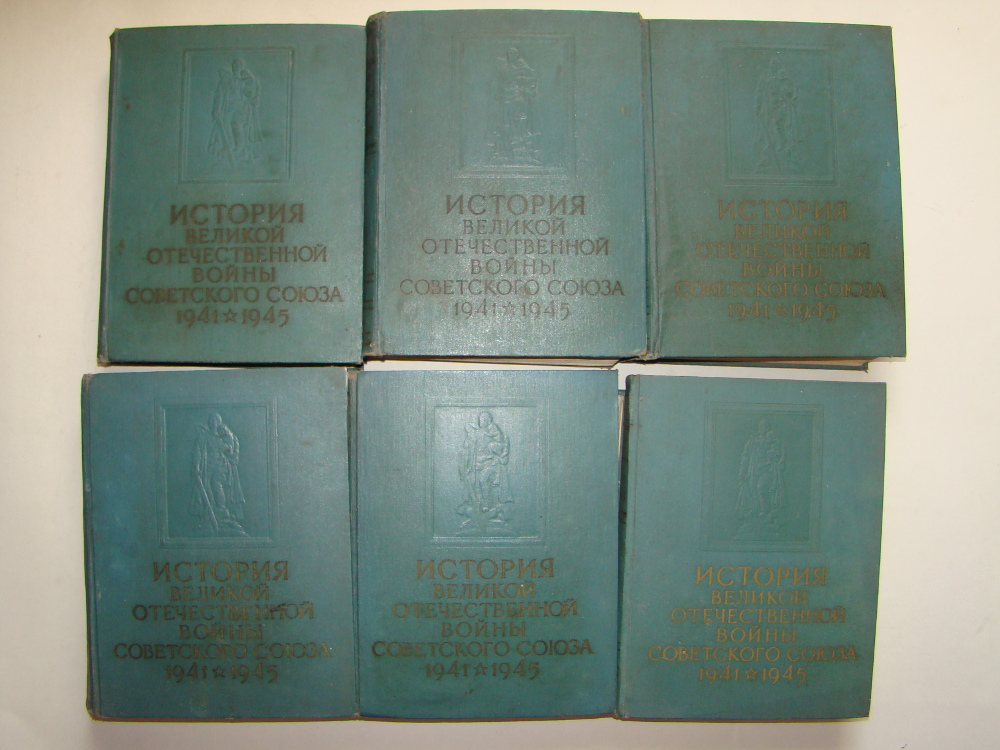 ИСТОРИЯ
ВЕЛИКОЙ
ОТЕЧЕСТВЕННОЙ
ВОЙНЫ
СОВЕТСКОГО СОЮЗА
1941 ☆ 1945
ИСТОРИЯ
ВЕЛИКОЙ
ОТЕЧЕСТВЕННОЙ
ВОЙНЫ
СОВЕТСКОГО СОЮЗА
1941 ☆ 1945
ИСТОРИЯ
ВЕЛИКОЙ
ОТЕЧЕСТВЕННОЙ
ВОЙНЫ
СОВЕТСКОГО СОЮЗА
1941 ☆ 1945
ИСТОРИЯ
ВЕЛИКОЙ
ОТЕЧЕСТВЕННОЙ
ВОЙНЫ
СОВЕТСКОГО СОЮЗА
1941 ☆ 1945
ИСТОРИЯ
ВЕЛИКОЙ
ОТЕЧЕСТВЕННОЙ
ВОЙНЫ
СОВЕТСКОГО СОЮЗА
1941 ☆ 1945
ИСТОРИЯ
ВЕЛИКОЙ
ОТЕЧЕСТВЕННОЙ
ВОЙНЫ
СОВЕТСКОГО СОЮЗА
1941 ☆ 1945